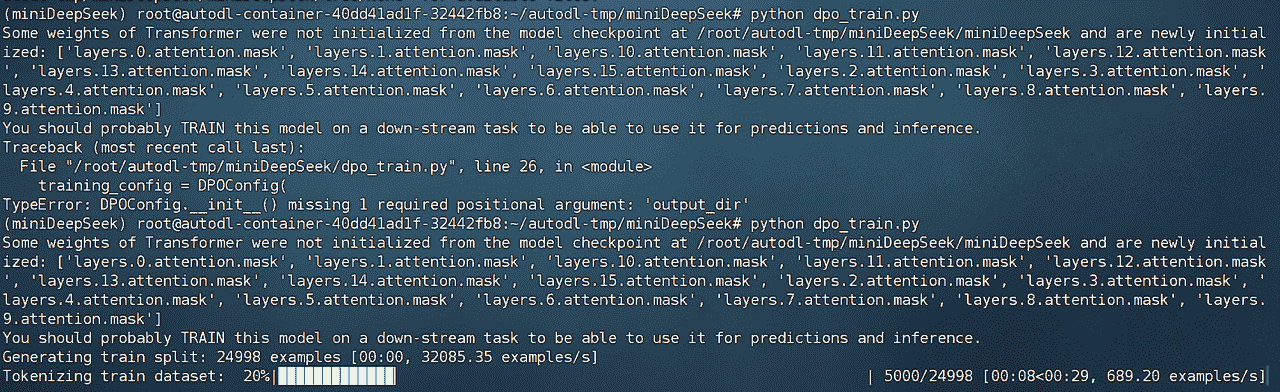 (miniDeepSeek) root@autodl-container-40dd41ad1f-32442fb8:~/autodl-tmp/miniDeepSeek# python dpo_train.py
Some weights of Transformer were not initialized from the model checkpoint at /root/autodl-tmp/miniDeepSeek/miniDeepSeek and are newly initial
ized: ['layers.0.attention.mask', 'layers.1.attention.mask', 'layers.10.attention.mask', 'layers.11.attention.mask', 'layers.12.attention.mask
', 'layers.13.attention.mask', 'layers.14.attention.mask', 'layers.15.attention.mask', 'layers.2.attention.mask', 'layers.3.attention.mask', '
layers.4.attention.mask', 'layers.5.attention.mask', 'layers.6.attention.mask', 'layers.7.attention.mask', 'layers.8.attention.mask', 'layers.
9.attention.mask']
You should probably TRAIN this model on a down-stream task to be able to use it for predictions and inference.
Traceback (most recent call last):
  File "/root/autodl-tmp/miniDeepSeek/dpo_train.py", line 26, in <module>
    training_config = DPOConfig(
TypeError: DPOConfig.__init__() missing 1 required positional argument: 'output_dir'
(miniDeepSeek) root@autodl-container-40dd41ad1f-32442fb8:~/autodl-tmp/miniDeepSeek# python dpo_train.py
Some weights of Transformer were not initialized from the model checkpoint at /root/autodl-tmp/miniDeepSeek/miniDeepSeek and are newly initial
ized: ['layers.0.attention.mask', 'layers.1.attention.mask', 'layers.10.attention.mask', 'layers.11.attention.mask', 'layers.12.attention.mask
', 'layers.13.attention.mask', 'layers.14.attention.mask', 'layers.15.attention.mask', 'layers.2.attention.mask', 'layers.3.attention.mask', '
layers.4.attention.mask', 'layers.5.attention.mask', 'layers.6.attention.mask', 'layers.7.attention.mask', 'layers.8.attention.mask', 'layers.
9.attention.mask']
You should probably TRAIN this model on a down-stream task to be able to use it for predictions and inference.
Generating train split: 24998 examples [00:00, 32085.35 examples/s]
Tokenizing train dataset:  20%| | 5000/24998 [00:08<00:29, 689.20 examples/s]